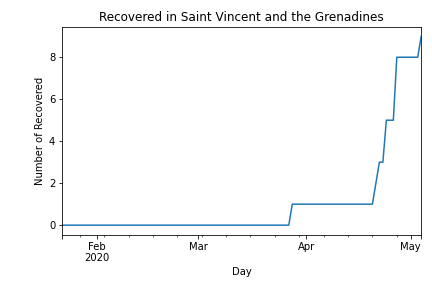 Recovered in Saint Vincent and the Grenadines
Number of Recovered
8
6
4
2
0
Feb
2020
Mar
Apr
May
Day